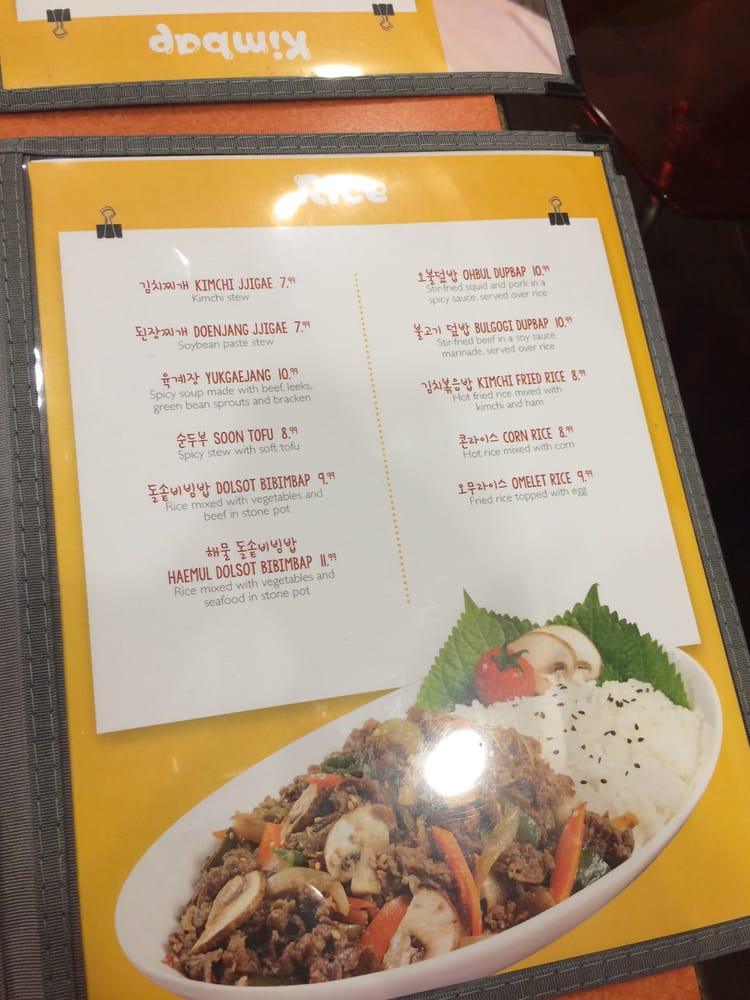 Kimbap
Rice
김치찌개 KIMCHI JJIGAE 7.99
Kimchi stew
된장찌개 DOENJANG JJIGAE 7.99
Soybean paste stew
육계장 YUKGAEJANG 10.99
Spicy soup made with beef, leeks,
green bean sprouts and bracken
순두부 SOON TOFU 8.99
Spicy stew with soft tofu
돌솥비빔밥 DOLSOT BIBIMBAP 9.99
Rice mixed with vegetables and
beef in stone pot
해물 돌솥비빔밥
HAEMUL DOLSOT BIBIMBAP 11.99
Rice mixed with vegetables and
seafood in stone pot
오불덮밥 OHBUL DUPBAP 10.99
Stir-fried squid and pork in a
spicy sauce, served over rice
불고기 덮밥 BULGOGI DUPBAP 10.99
Stir-fried beef in a soy sauce
marinade, served over rice
김치볶음밥 KIMCHI FRIED RICE 8.99
Hot fried rice mixed with
kimchi and ham
콘라이스 CORN RICE 8.99
Hot rice mixed with corn
오무라이스 OMELET RICE 9.99
Fried rice topped with egg